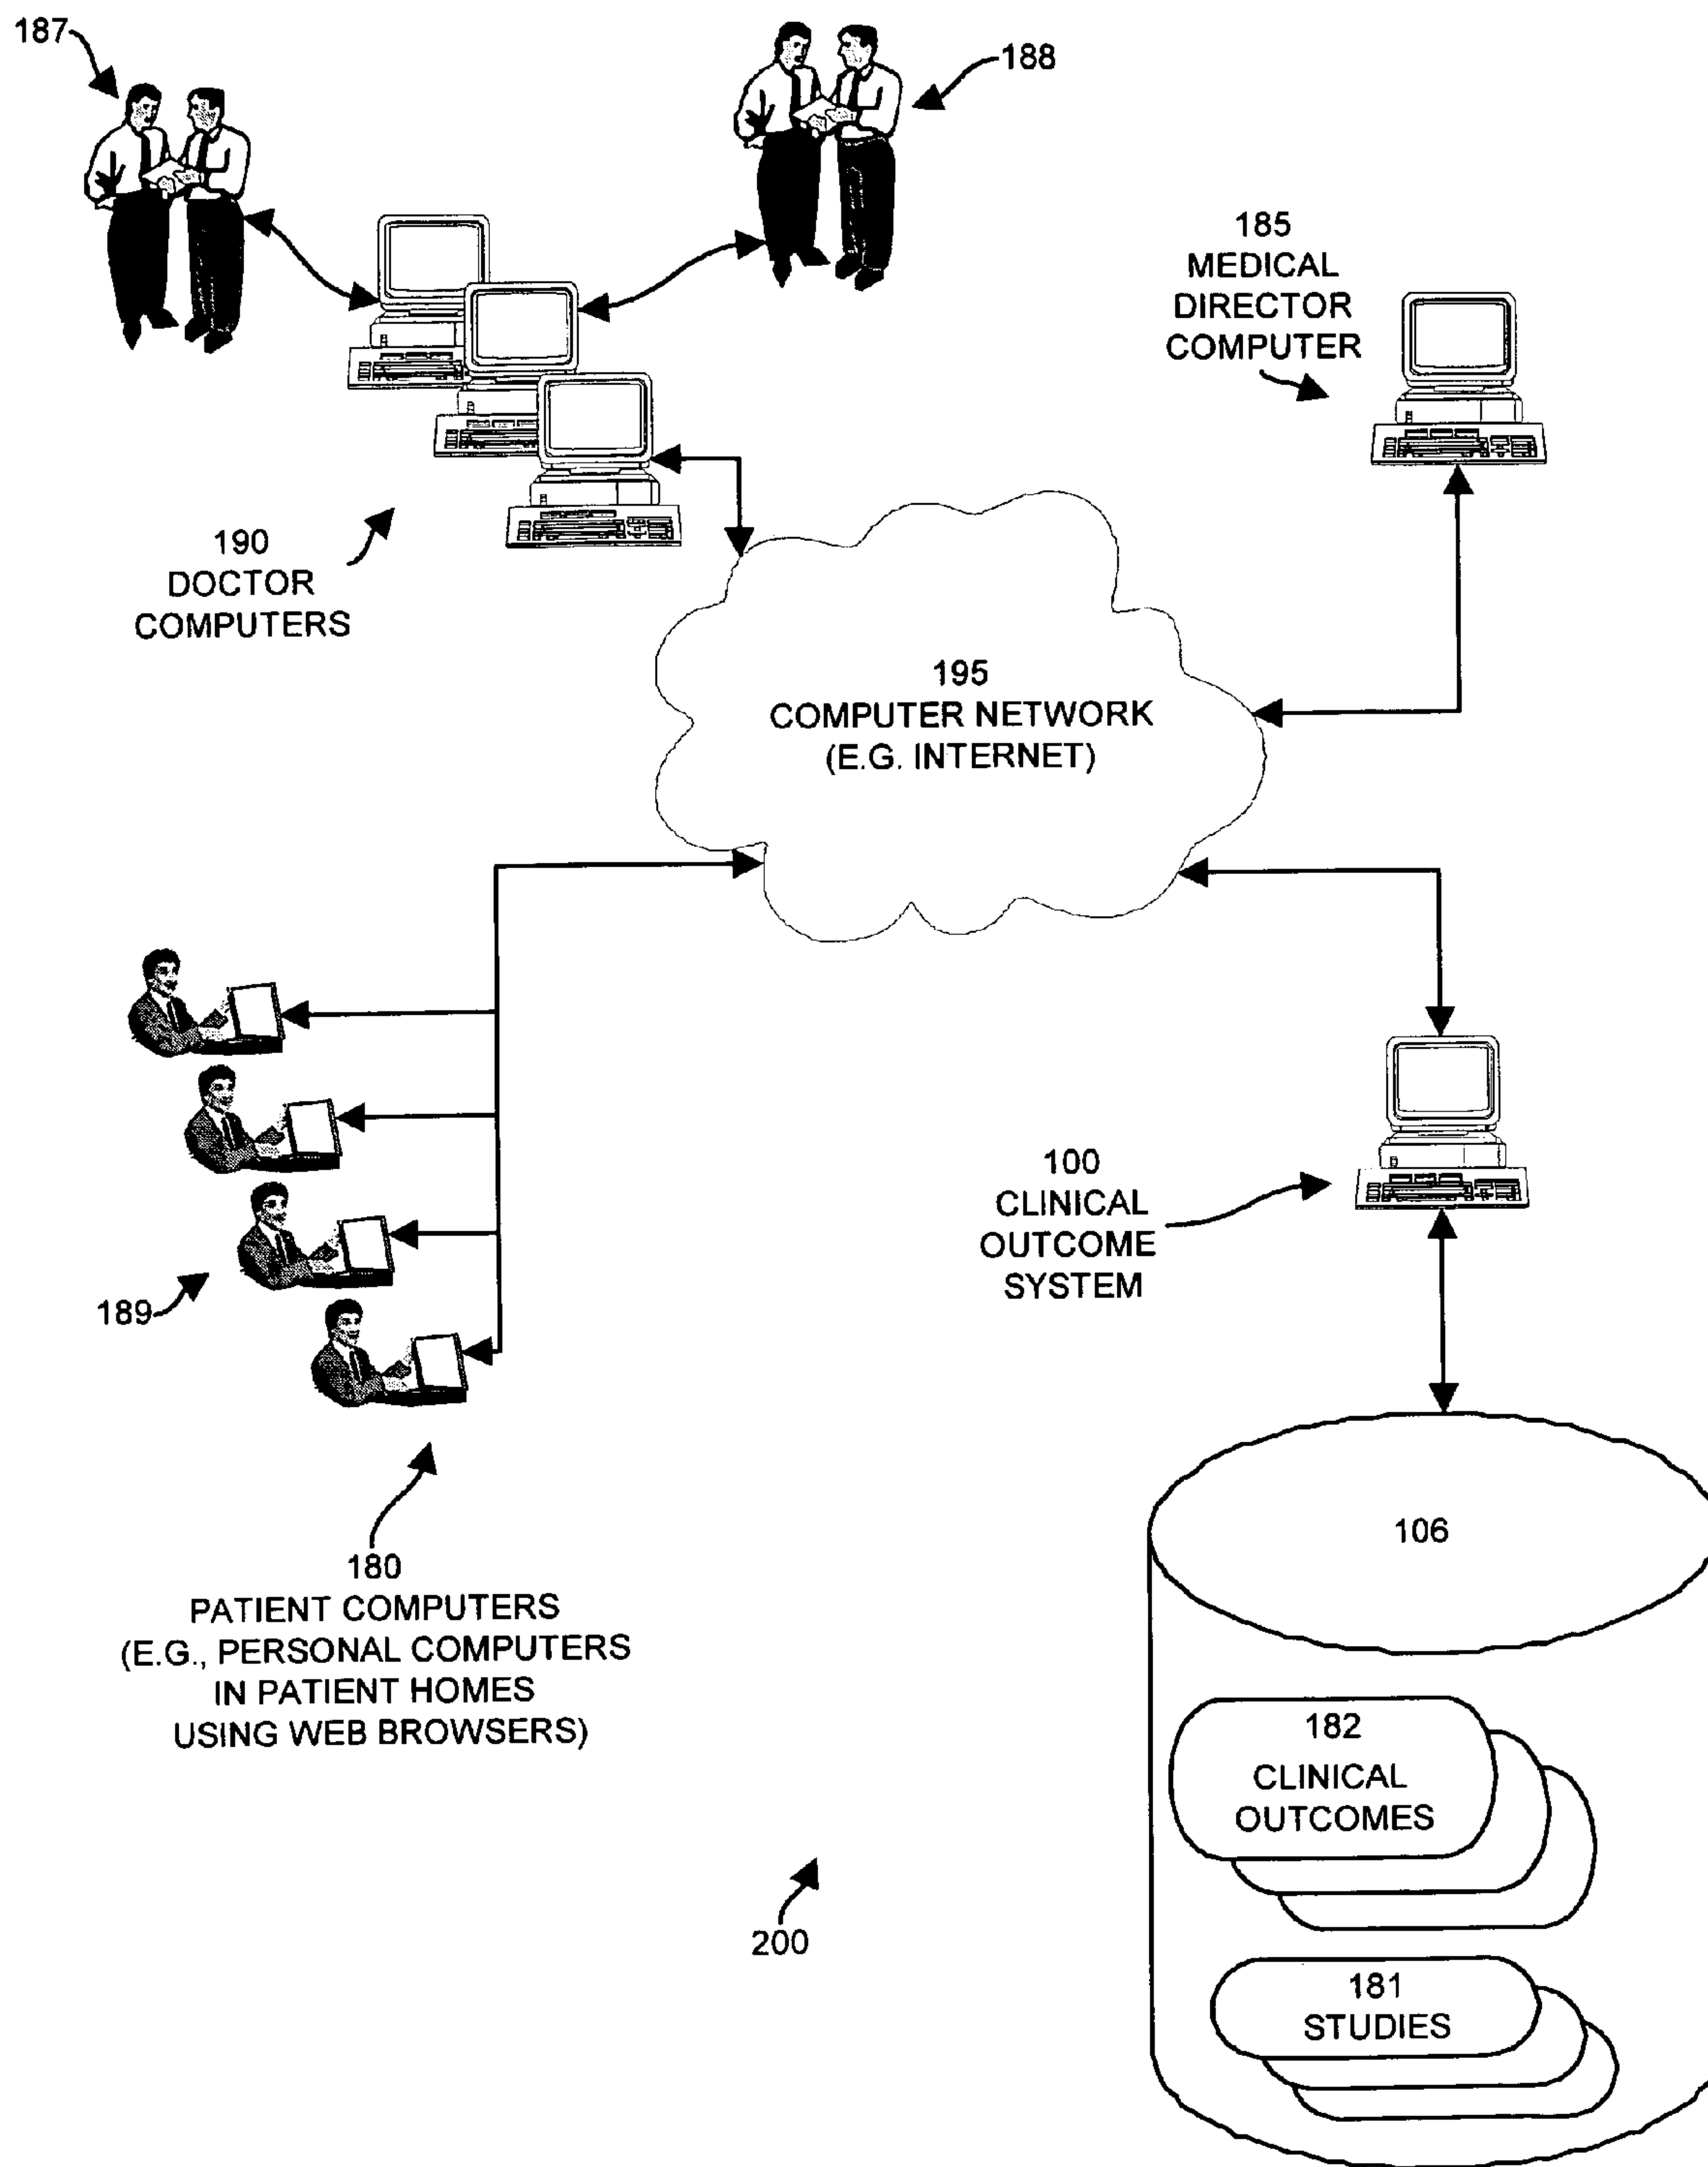 187
188
185
MEDICAL
DIRECTOR
COMPUTER
190
DOCTOR
COMPUTERS
195
COMPUTER NETWORK
(E.G. INTERNET)
100
CLINICAL
OUTCOME
SYSTEM
189
180
PATIENT COMPUTERS
(E.G., PERSONAL COMPUTERS
IN PATIENT HOMES
USING WEB BROWSERS)
106
182
CLINICAL
OUTCOMES
200
181
STUDIES